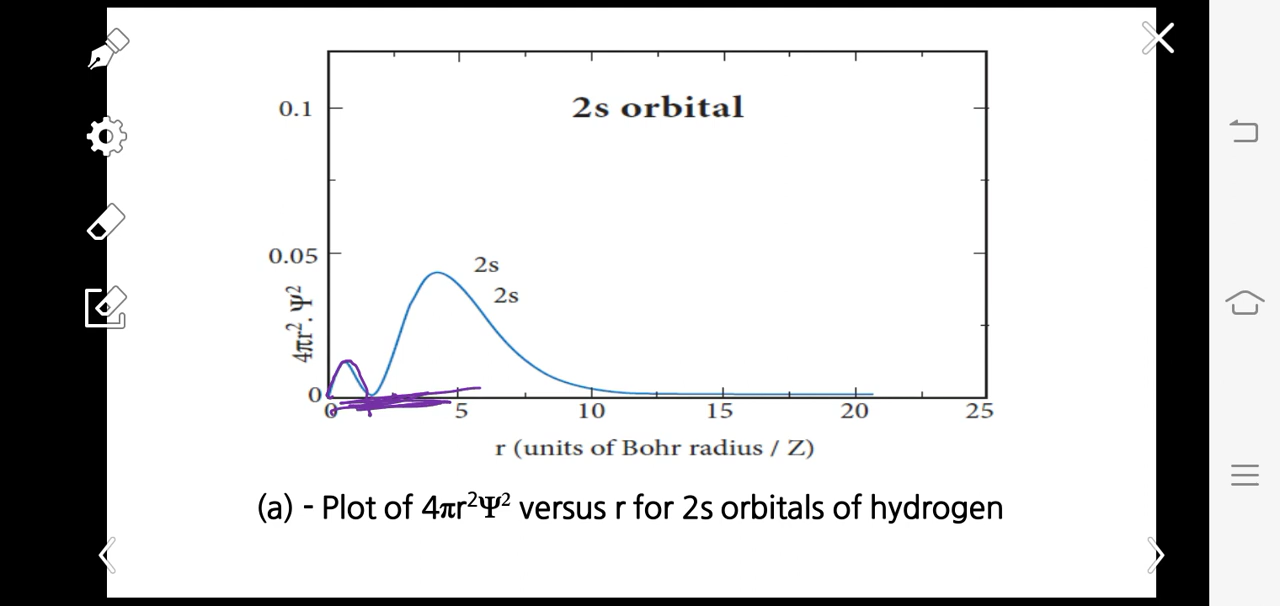 2s orbital
0.1
0.05
0
4πr². Ψ²
2s
2s
0 5 10 15 20 25
r (units of Bohr radius / Z)
(a) - Plot of 4πr²Ψ² versus r for 2s orbitals of hydrogen